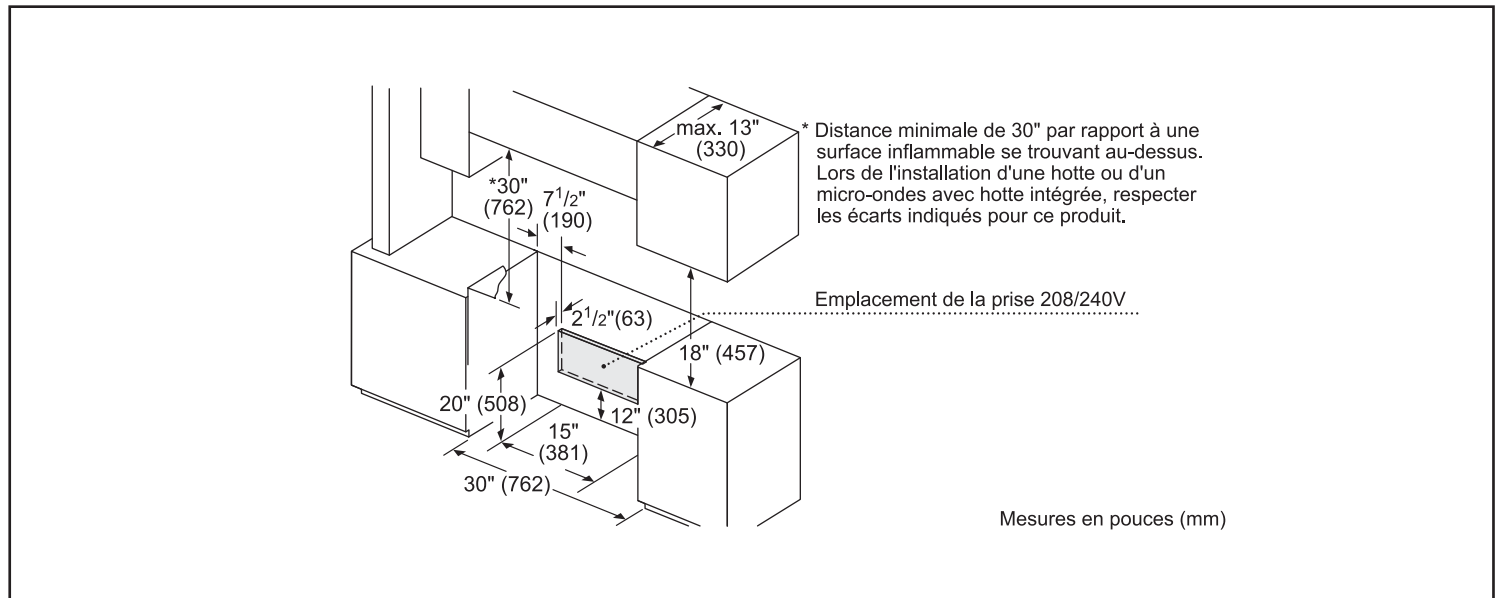 max. 13"
(330)
* Distance minimale de 30" par rapport à une
surface inflammable se trouvant au-dessus.
Lors de l'installation d'une hotte ou d'un
micro-ondes avec hotte intégrée, respecter
les écarts indiqués pour ce produit.
*30"
(762)
7 1/2"
(190)
Emplacement de la prise 208/240V
2 1/2"(63)
18" (457)
20" (508)
12" (305)
15"
(381)
30" (762)
Mesures en pouces (mm)